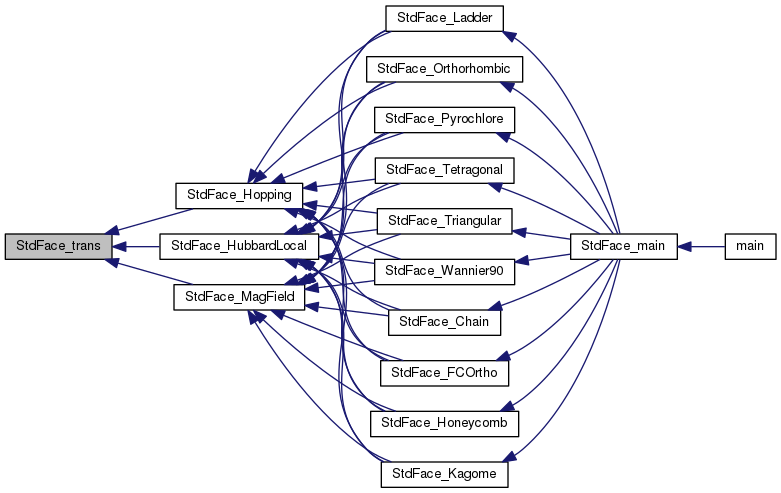 StdFace_Ladder
StdFace_Orthorhombic
StdFace_Pyrochlore
StdFace_Tetragonal
StdFace_Hopping
StdFace_Triangular
StdFace_trans
StdFace_HubbardLocal
StdFace_main
main
StdFace_Wannier90
StdFace_MagField
StdFace_Chain
StdFace_FCOrtho
StdFace_Honeycomb
StdFace_Kagome